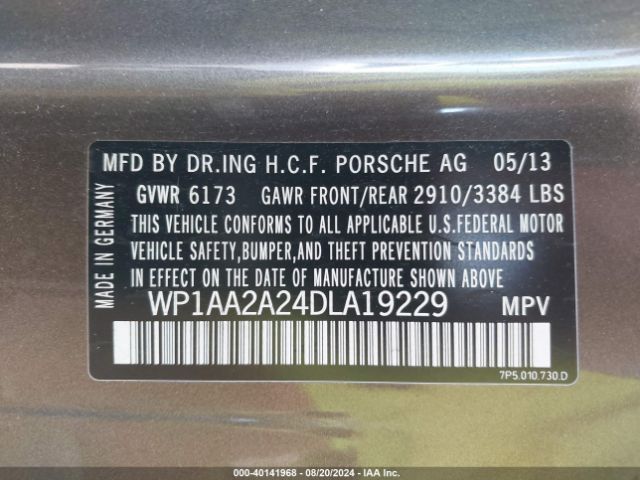 MFD BY DR.ING H.C.F. PORSCHE AG 05/13
GVWR 6173 GAWR FRONT/REAR 2910/3384 LBS
THIS VEHICLE CONFORMS TO ALL APPLICABLE U.S.FEDERAL MOTOR
VEHICLE SAFETY,BUMPER,AND THEFT PREVENTION STANDARDS
IN EFFECT ON THE DATE OF MANUFACTURE SHOWN ABOVE.
MADE IN GERMANY
WP1AA2A24DLA19229 MPV
7P5.010.730.D
000-40141968 - 08/20/2024 - IAA Inc.